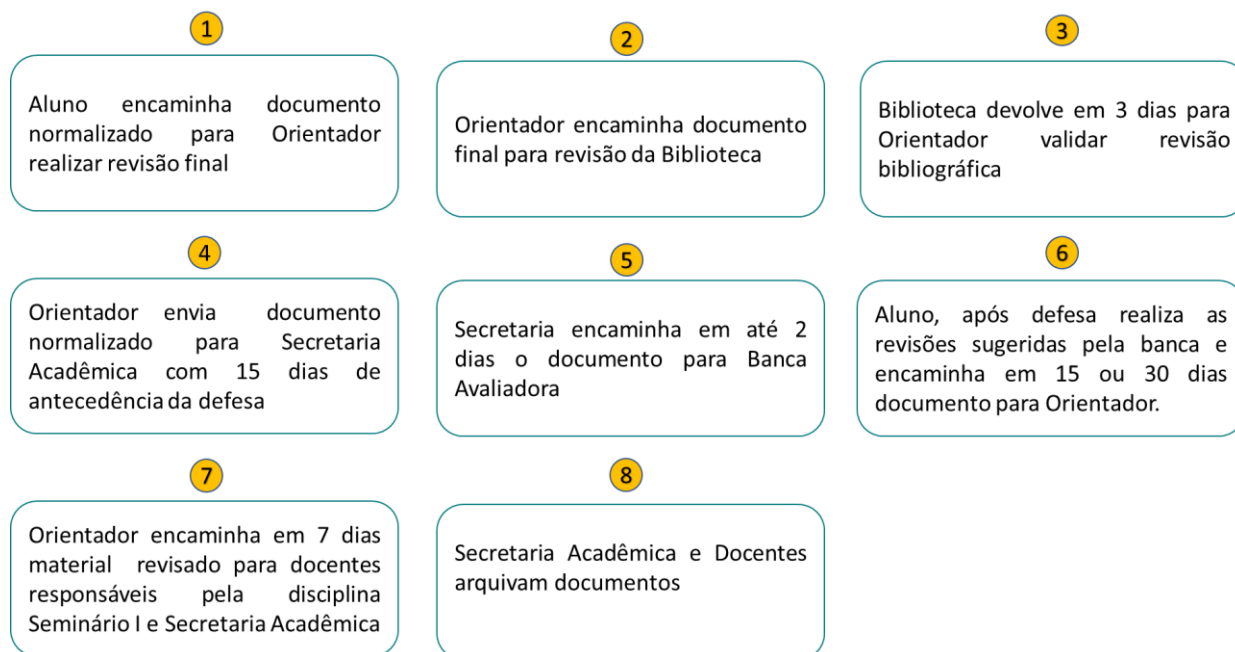 1
Aluno encaminha documento
normalizado para Orientador
realizar revisão final
2
Orientador encaminha documento
final para revisão da Biblioteca
3
Biblioteca devolve em 3 dias para
Orientador validar revisão
bibliográfica
4
Orientador envia documento
normalizado para Secretaria
Acadêmica com 15 dias de
antecedência da defesa
5
Secretaria encaminha em até 2
dias o documento para Banca
Avaliadora
6
Aluno, após defesa realiza as
revisões sugeridas pela banca e
encaminha em 15 ou 30 dias
documento para Orientador.
7
Orientador encaminha em 7 dias
material revisado para docentes
responsáveis pela disciplina
Seminário I e Secretaria Acadêmica
8
Secretaria Acadêmica e Docentes
arquivam documentos